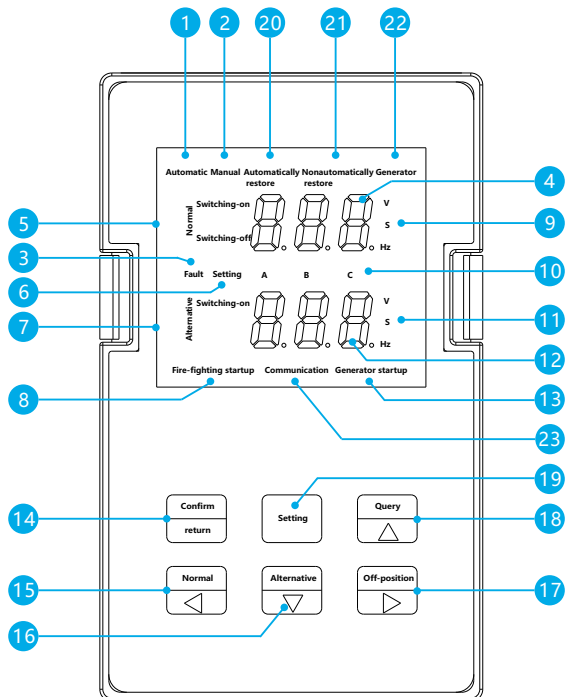 1 2 20 21 22
Automatic Manual Automatically Nonautomatically Generator
restore restore
4
Normal
Switching-on
V
5
S
9
Switching-off
Hz
3
Fault Setting A B C
10
6
Alternative
Switching-on
V
7
S
11
Hz
12
Fire-fighting startup Communication Generator startup
8
13
23
19
Confirm
return
Setting
Query
14
18
Normal
Alternative
Off-position
15
17
16